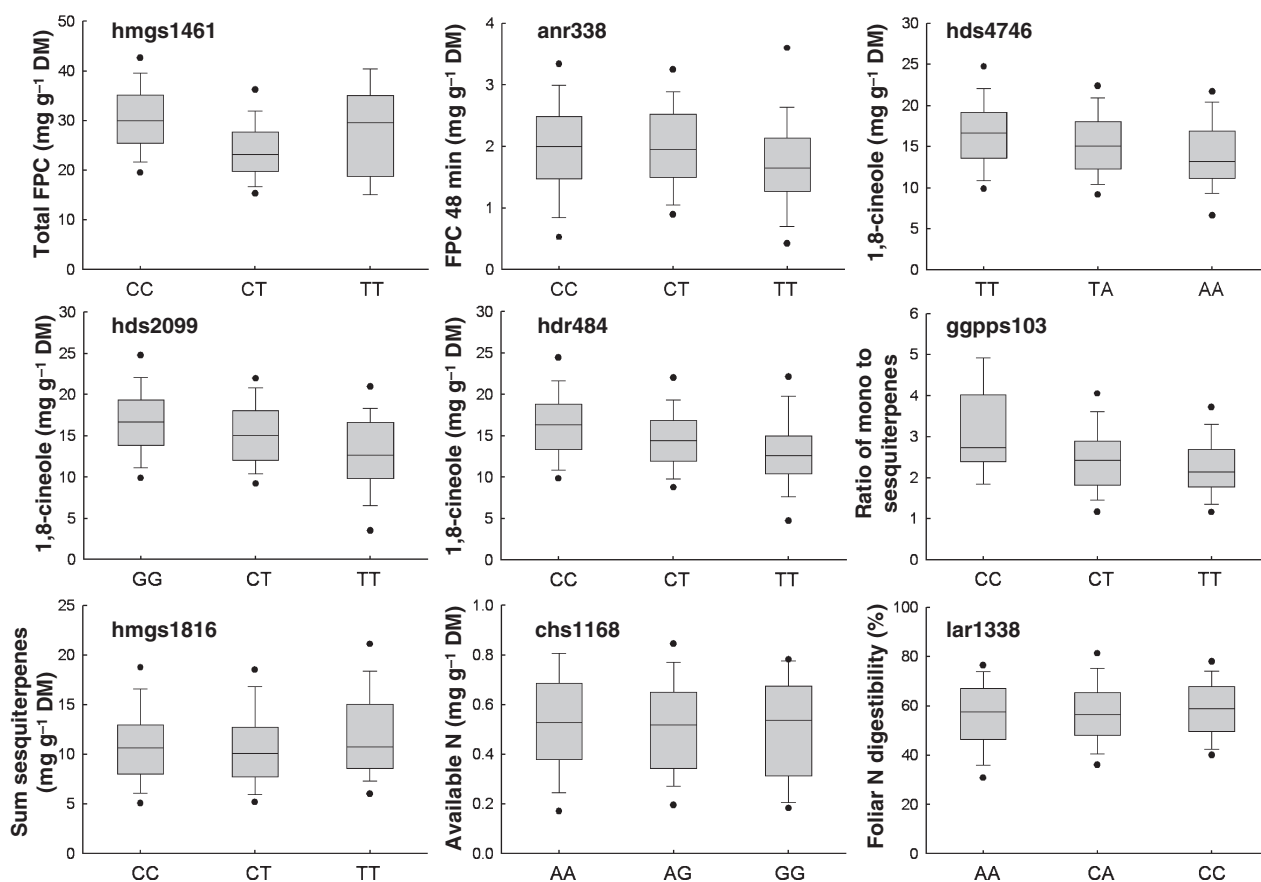 hmgs1461
Total FPC (mg g⁻¹ DM)
50
40
30
20
10
0
CC CT TT
anr338
FPC 48 min (mg g⁻¹ DM)
4
3
2
1
0
CC CT TT
hds4746
1,8-cineole (mg g⁻¹ DM)
30
25
20
15
10
5
0
TT TA AA
hds2099
1,8-cineole (mg g⁻¹ DM)
30
25
20
15
10
5
0
GG CT TT
hdr484
1,8-cineole (mg g⁻¹ DM)
30
25
20
15
10
5
0
CC CT TT
ggpps103
Ratio of mono to
sesquiterpenes
6
5
4
3
2
1
0
CC CT TT
hmgs1816
Sum sesquiterpenes
(mg g⁻¹ DM)
25
20
15
10
5
0
CC CT TT
chs1168
Available N (mg g⁻¹ DM)
1.0
0.8
0.6
0.4
0.2
0.0
AA AG GG
lar1338
Foliar N digestibility (%)
100
80
60
40
20
0
AA CA CC